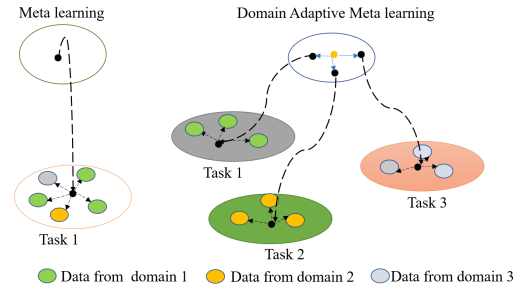 Meta learning
Domain Adaptive Meta learning
Task 1
Task 3
Task 1
Task 2
Data from domain 1
Data from domain 2
Data from domain 3